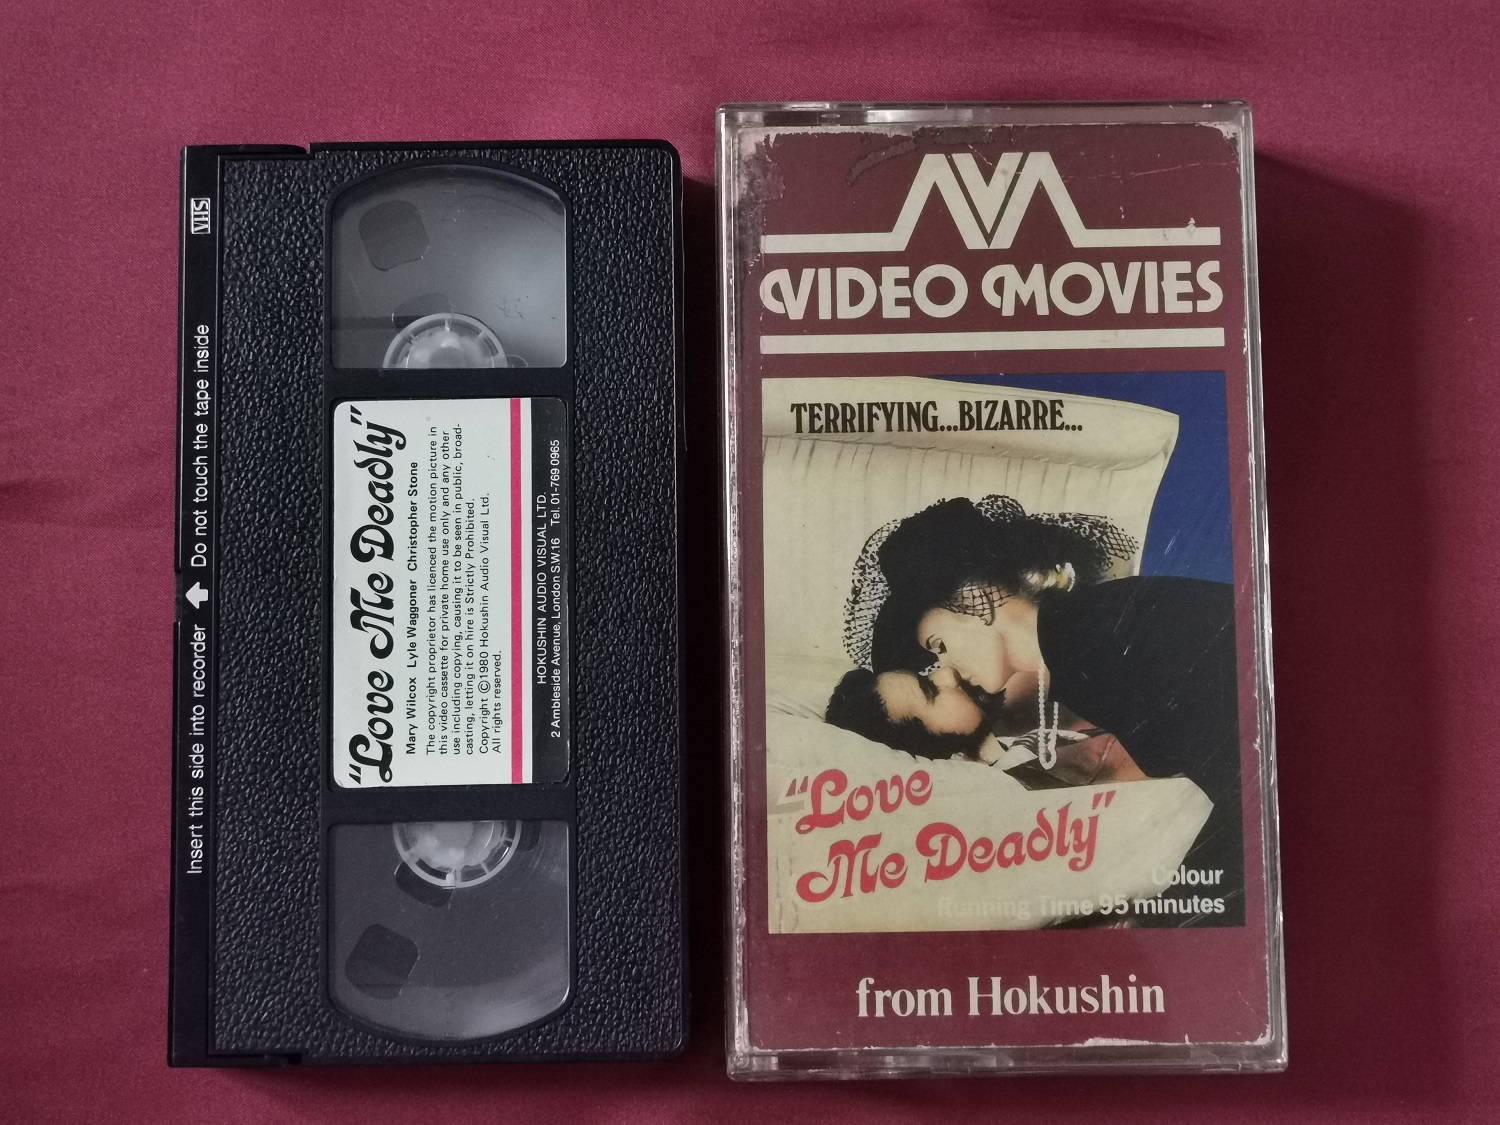 VHS
Insert this side into recorder Do not touch the tape inside
"Love Me Deadly"
Mary Wilcox Lyle Waggoner Christopher Stone
The copyright proprietor has licenced the motion picture in
this video cassette for private home use only and any other
use including copying, causing it to be seen in public, broad-
casting, letting it on hire is Strictly Prohibited.
Copyright ©1980 Hokushin Audio Visual Ltd.
All rights reserved.
HOKUSHIN AUDIO VISUAL LTD.
2 Ambleside Avenue, London S.W.16 Tel. 01-769 0965
VIDEO MOVIES
TERRIFYING...BIZARRE...
"Love
Me Deadly"
Colour
Running Time 95 minutes
from Hokushin